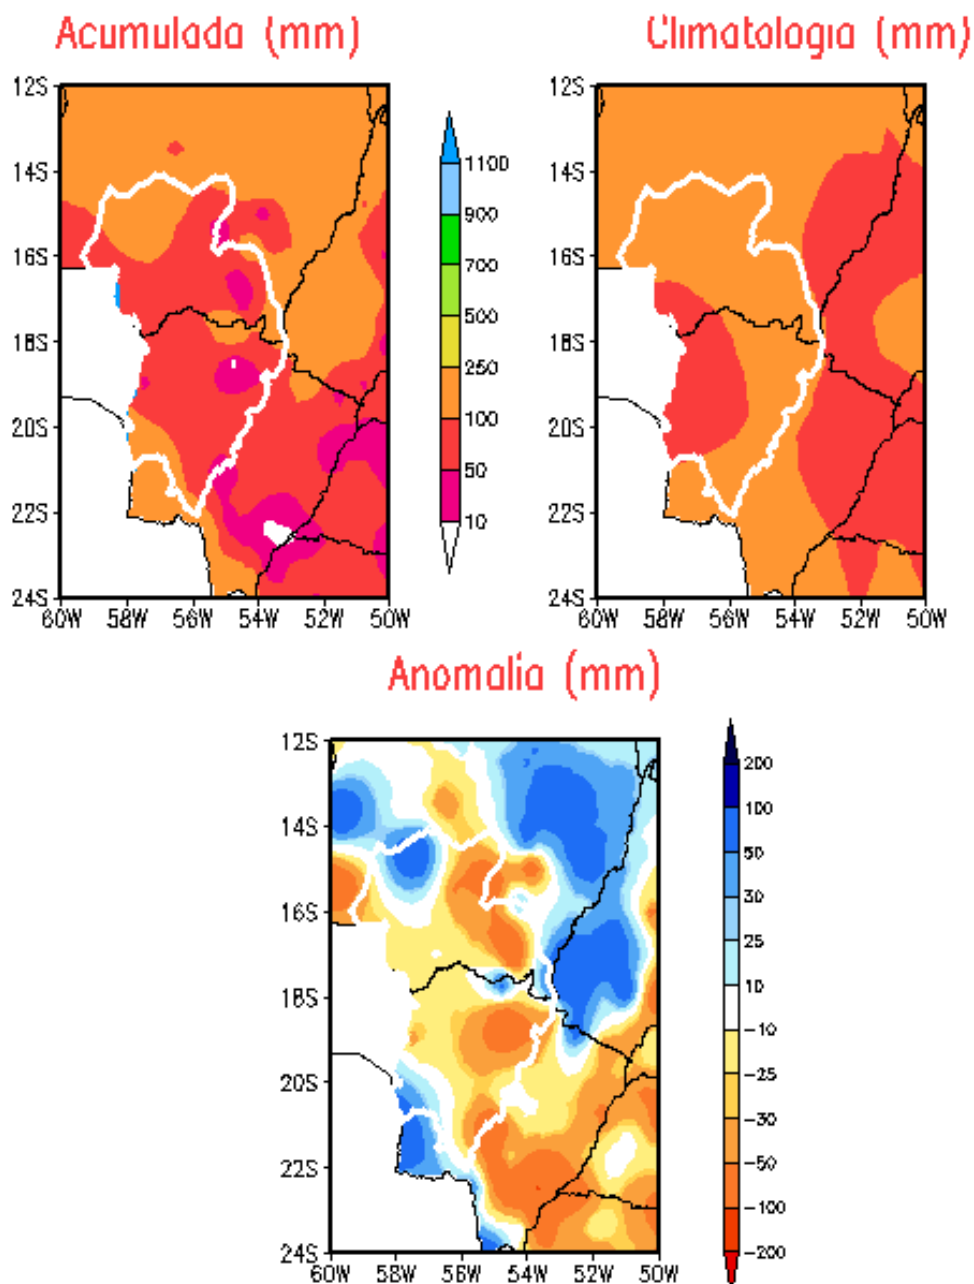 Acumulada (mm)
Climatologia (mm)
12S
14S
16S
18S
20S
22S
24S
60W 58W 56W 54W 52W 50W
1100
900
700
500
250
100
50
10
12S
14S
16S
18S
20S
22S
24S
60W 58W 56W 54W 52W 50W
Anomalia (mm)
12S
14S
16S
18S
20S
22S
24S
60W 58W 56W 54W 52W 50W
200
100
50
30
25
10
-10
-25
-30
-50
-100
-200